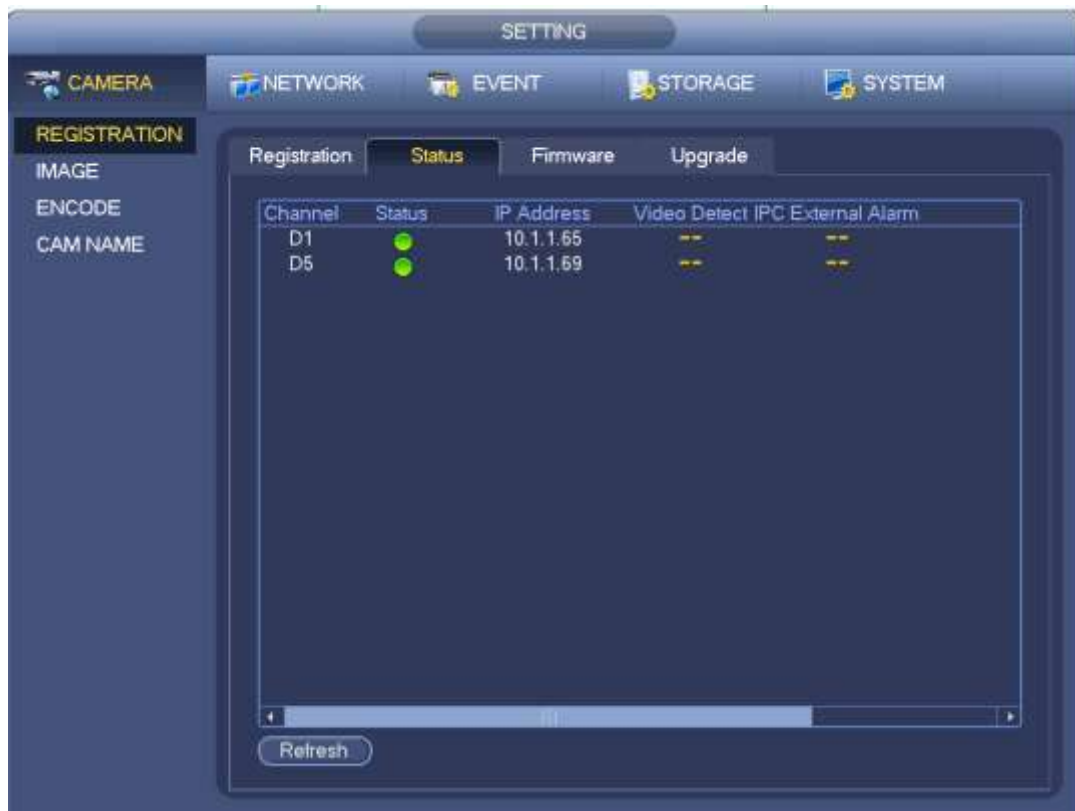 SETTING
CAMERA NETWORK EVENT STORAGE SYSTEM
REGISTRATION
IMAGE
ENCODE
CAM NAME
Registration Status Firmware Upgrade
Channel Status IP Address Video Detect IPC External Alarm
D1 10.1.1.65 -- --
D5 10.1.1.69 -- --
Refresh